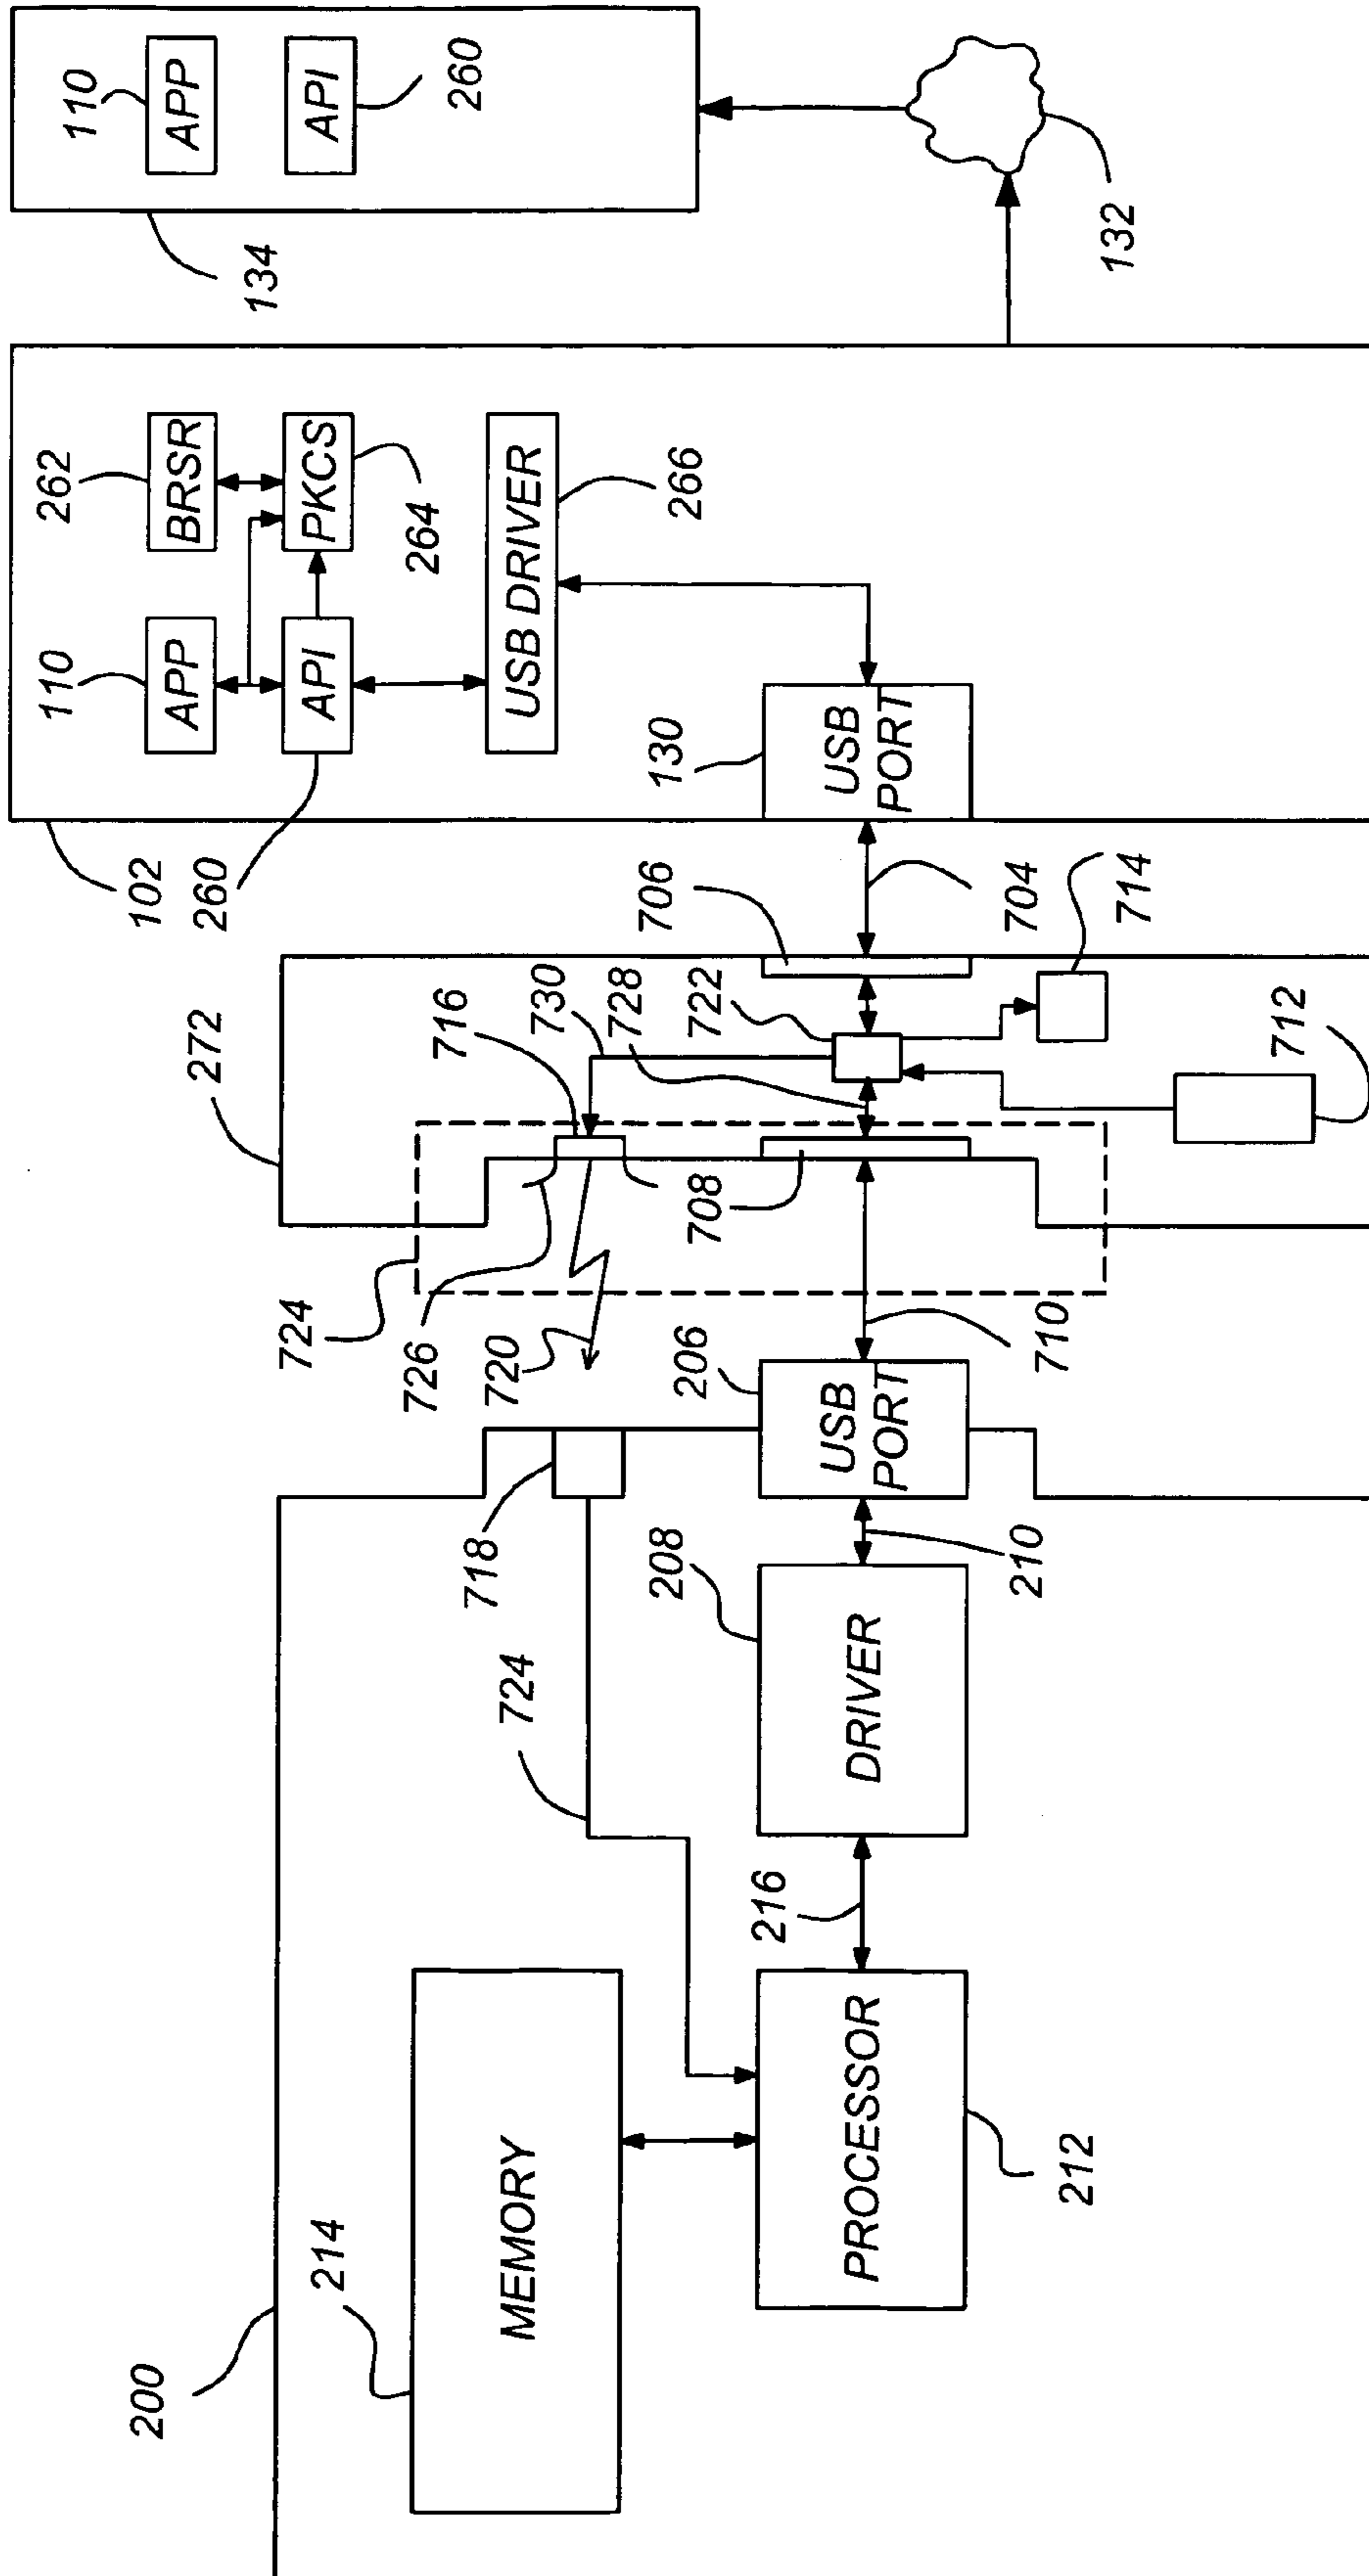 200
214
MEMORY
PROCESSOR
212
216
724
718
208
DRIVER
210
206
USB
PORT
710
724
726
720
272
716
730
728
708
722
706
704
714
712
102
260
110
APP
API
262
BRSR
PKCS
264
USB DRIVER
266
130
USB
PORT
134
110
APP
API
260
132